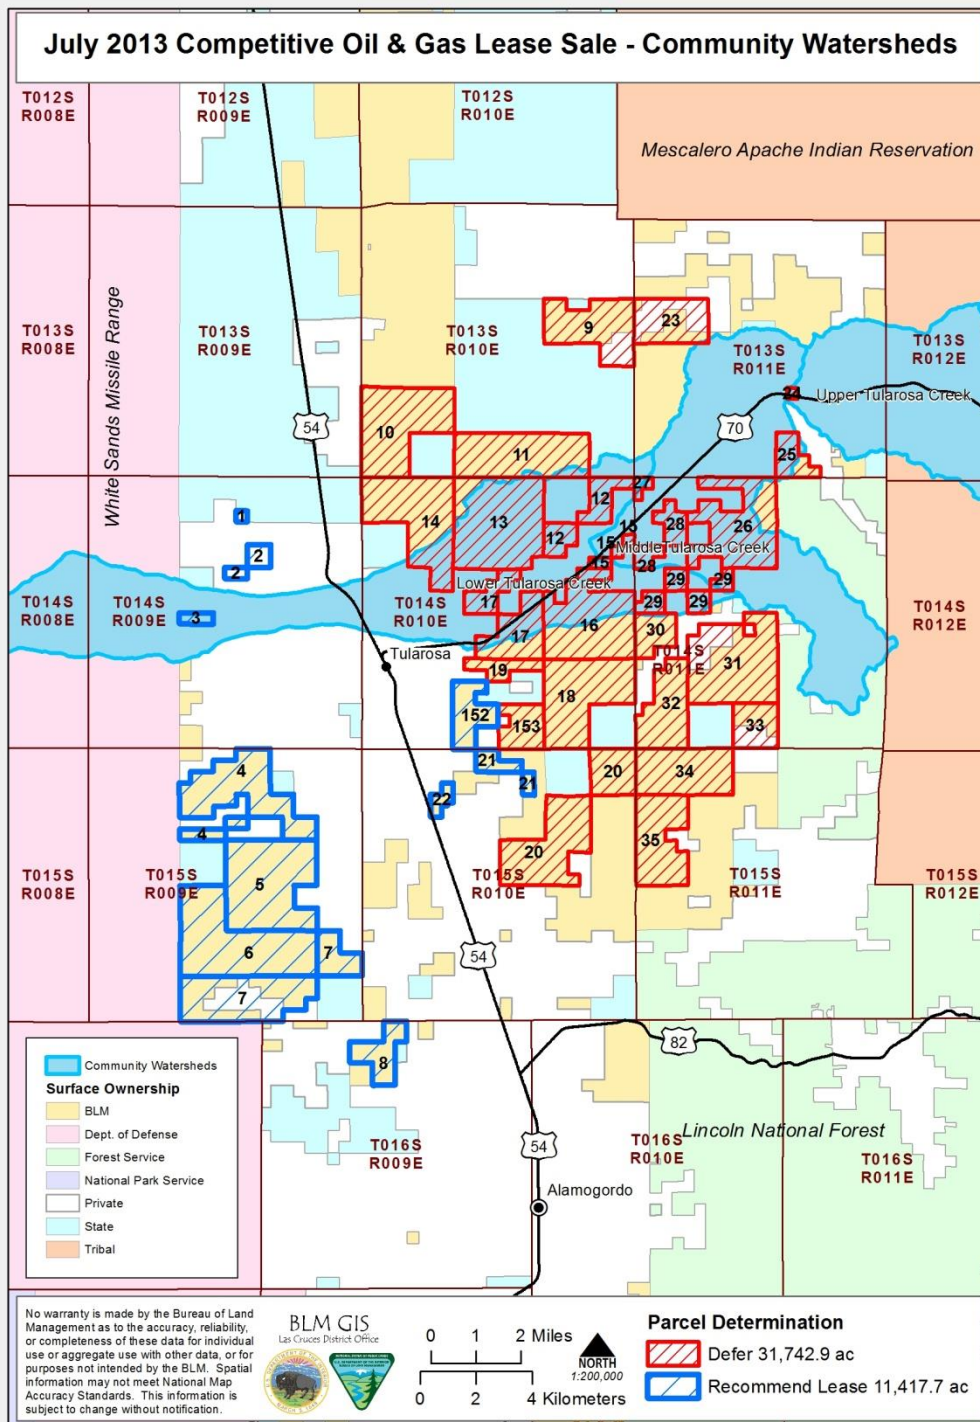 July 2013 Competitive Oil & Gas Lease Sale - Community Watersheds
T012S
R008E
T012S
R009E
T012S
R010E
Mescalero Apache Indian Reservation
White Sands Missile Range
T013S
R008E
T013S
R009E
T013S
R010E
9
23
T013S
R011E
T013S
R012E
24
Upper Tularosa Creek
54
10
70
11
25
27
12
1
14
13
28
26
15
12
15
Middle Tularosa Creek
2
2
15
28
Lower Tularosa Creek
29
29
T014S
R008E
T014S
R009E
3
T014S
R010E
17
29
29
T014S
R012E
17
16
30
Tularosa
T014S
R011E
31
19
18
32
152
153
33
21
4
20
34
21
22
4
35
20
T015S
R008E
T015S
R009E
5
T015S
R010E
T015S
R011E
T015S
R012E
6
7
54
7
82
8
Community Watersheds
Surface Ownership
BLM
Dept. of Defense
Forest Service
National Park Service
Private
State
Tribal
T016S
R009E
54
T016S
R010E
Lincoln National Forest
T016S
R011E
Alamogordo
No warranty is made by the Bureau of Land
Management as to the accuracy, reliability,
or completeness of these data for individual
use or aggregate use with other data, or for
purposes not intended by the BLM. Spatial
information may not meet National Map
Accuracy Standards. This information is
subject to change without notification.
BLM GIS
Las Cruces District Office
0 1 2 Miles
0 2 4 Kilometers
NORTH
1:200,000
Parcel Determination
Defer 31,742.9 ac
Recommend Lease 11,417.7 ac